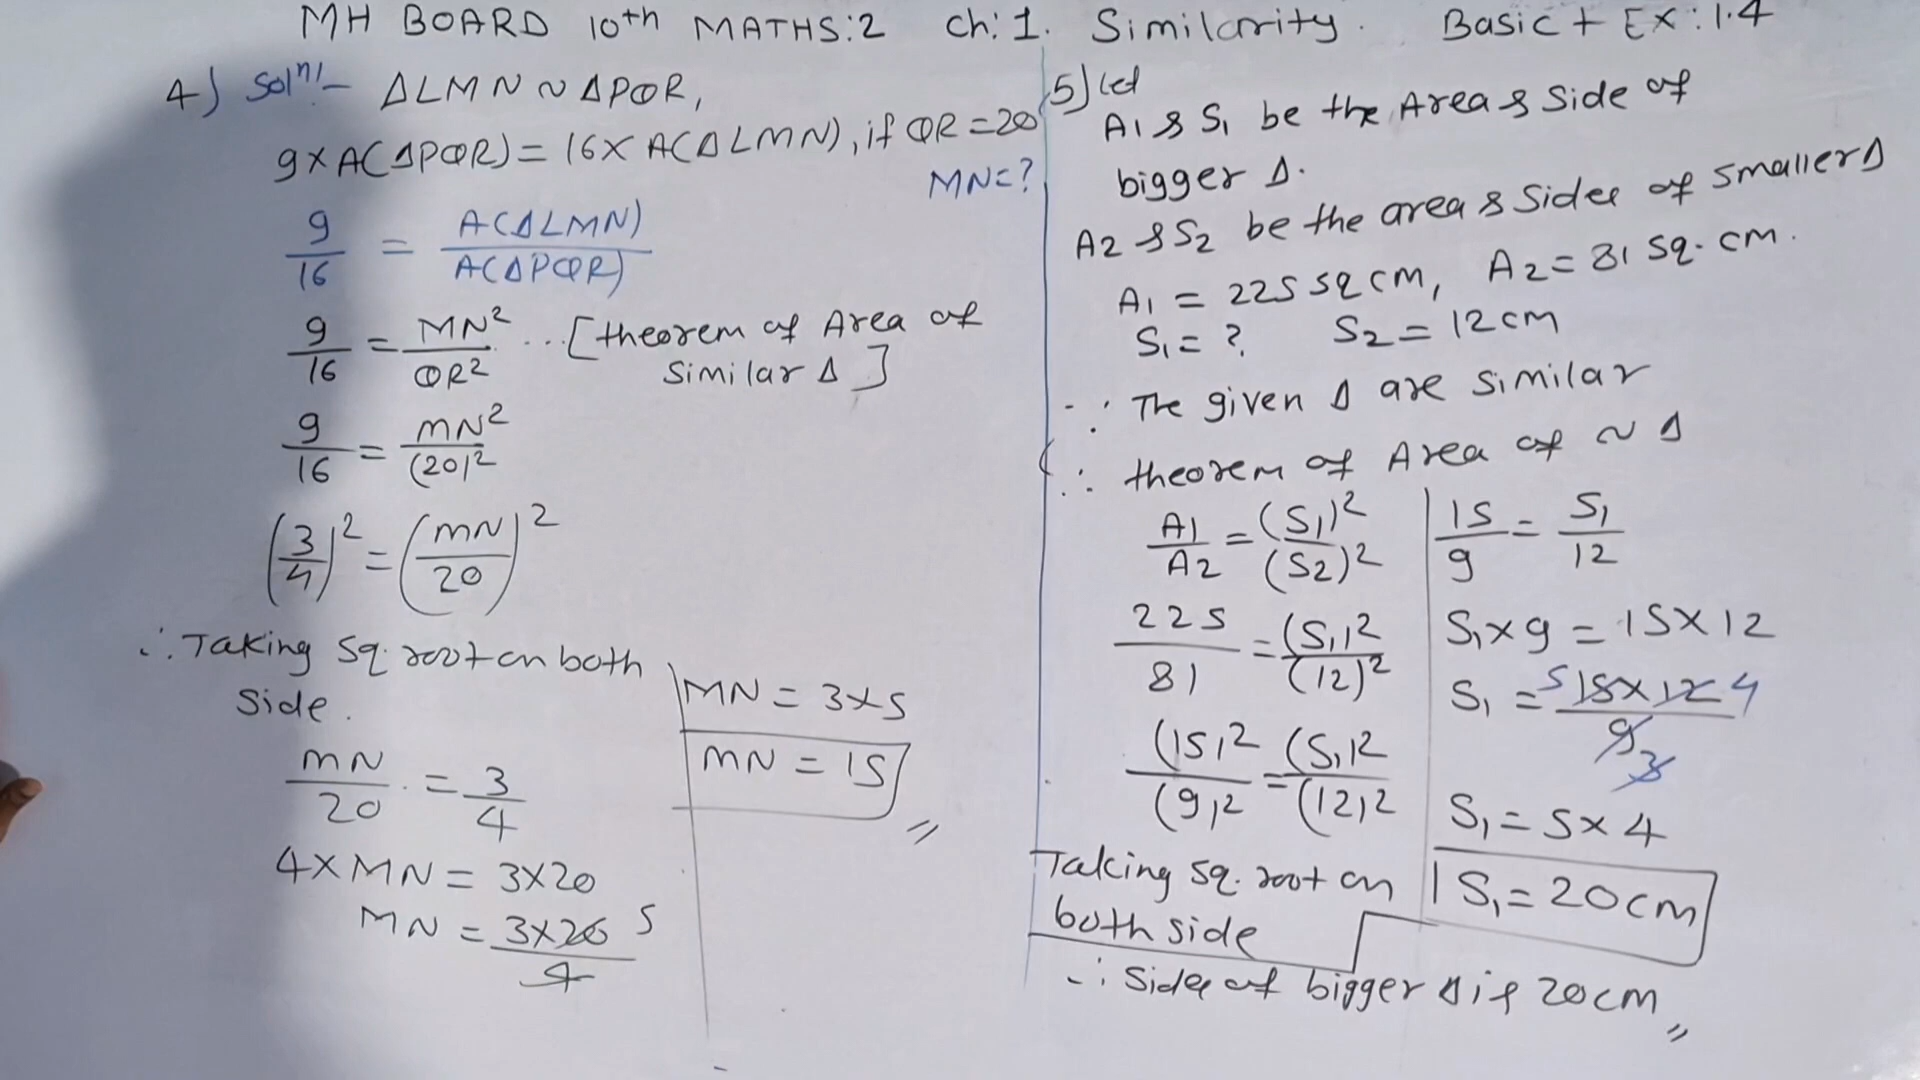 MH BOARD 10th MATHS:2 Ch:1. Similarity. Basic + EX:1.4
4) Soln:- ΔLMN ~ ΔPQR,
9×A(ΔPQR) = 16× A(ΔLMN), if QR=20
MN=?
9/16 = A(ΔLMN)/A(ΔPQR)
9/16 = MN²/QR² ... [theorem of Area of
Similar Δ]
9/16 = MN²/(20)²
(3/4)² = (MN/20)²
∴ Taking Sq. root on both
Side.
MN/20 = 3/4
4×MN = 3×20
MN = 3×20/4 5
MN = 3×5
MN = 15
5) Let
A1 & S1 be the Area & Side of
bigger Δ.
A2 & S2 be the area & Sides of smaller Δ
A1 = 225 sq cm, A2 = 81 Sq. cm.
S1 = ? S2 = 12 cm
∵ The given Δ are similar
∴ theorem of Area of ~ Δ
A1/A2 = (S1)²/(S2)²
225/81 = (S1)²/(12)²
(15)²/(9)² = (S1)²/(12)²
Taking sq. root on
both side
15/9 = S1/12
S1×9 = 15×12
S1 = 5 15×12 4/9 3
S1 = 5×4
S1 = 20cm
∴ Side of bigger Δ is 20cm